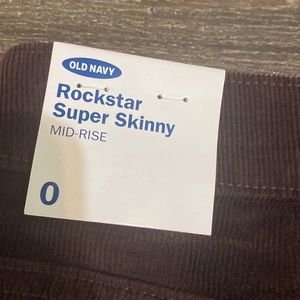 OLD NAVY
Rockstar
Super Skinny
MID-RISE
0